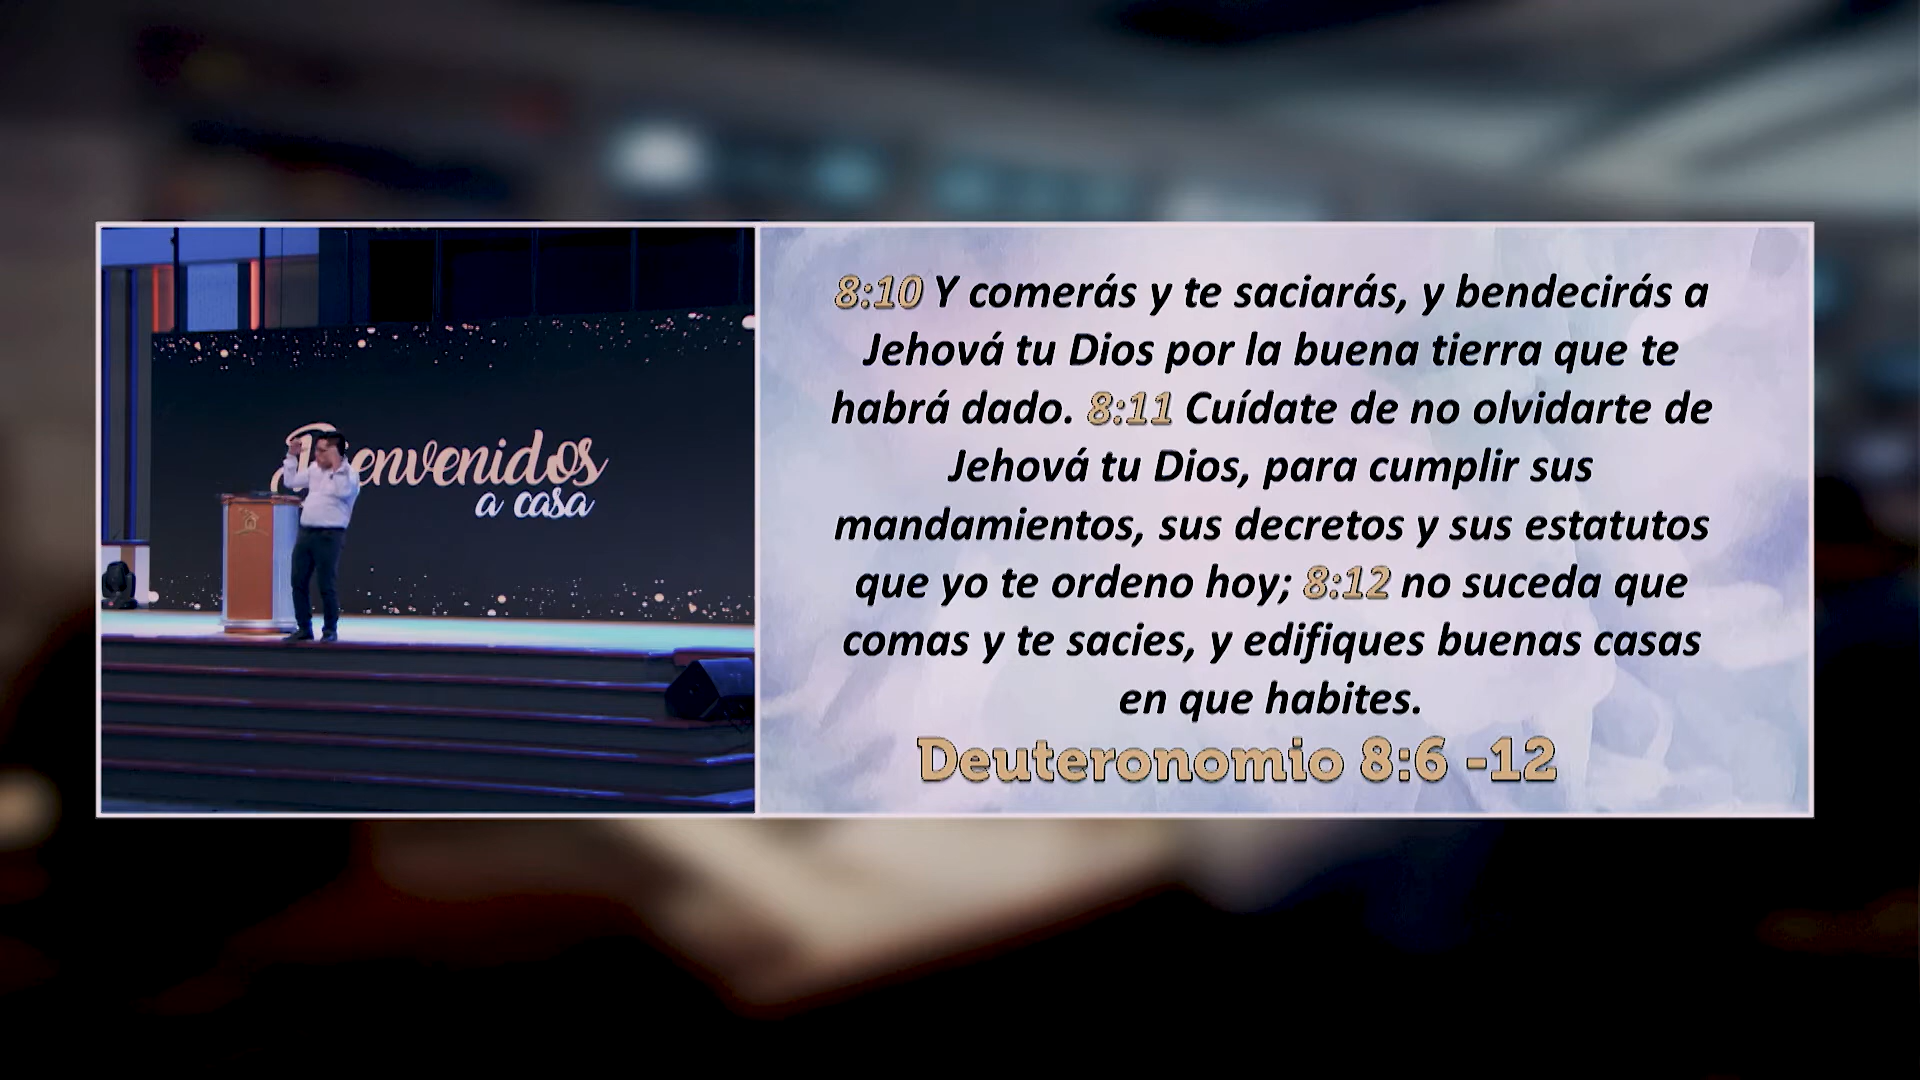 Bienvenidos
a casa
8:10 Y comerás y te saciarás, y bendecirás a
Jehová tu Dios por la buena tierra que te
habrá dado. 8:11 Cuídate de no olvidarte de
Jehová tu Dios, para cumplir sus
mandamientos, sus decretos y sus estatutos
que yo te ordeno hoy; 8:12 no suceda que
comas y te sacies, y edifiques buenas casas
en que habites.
Deuteronomio 8:6 -12